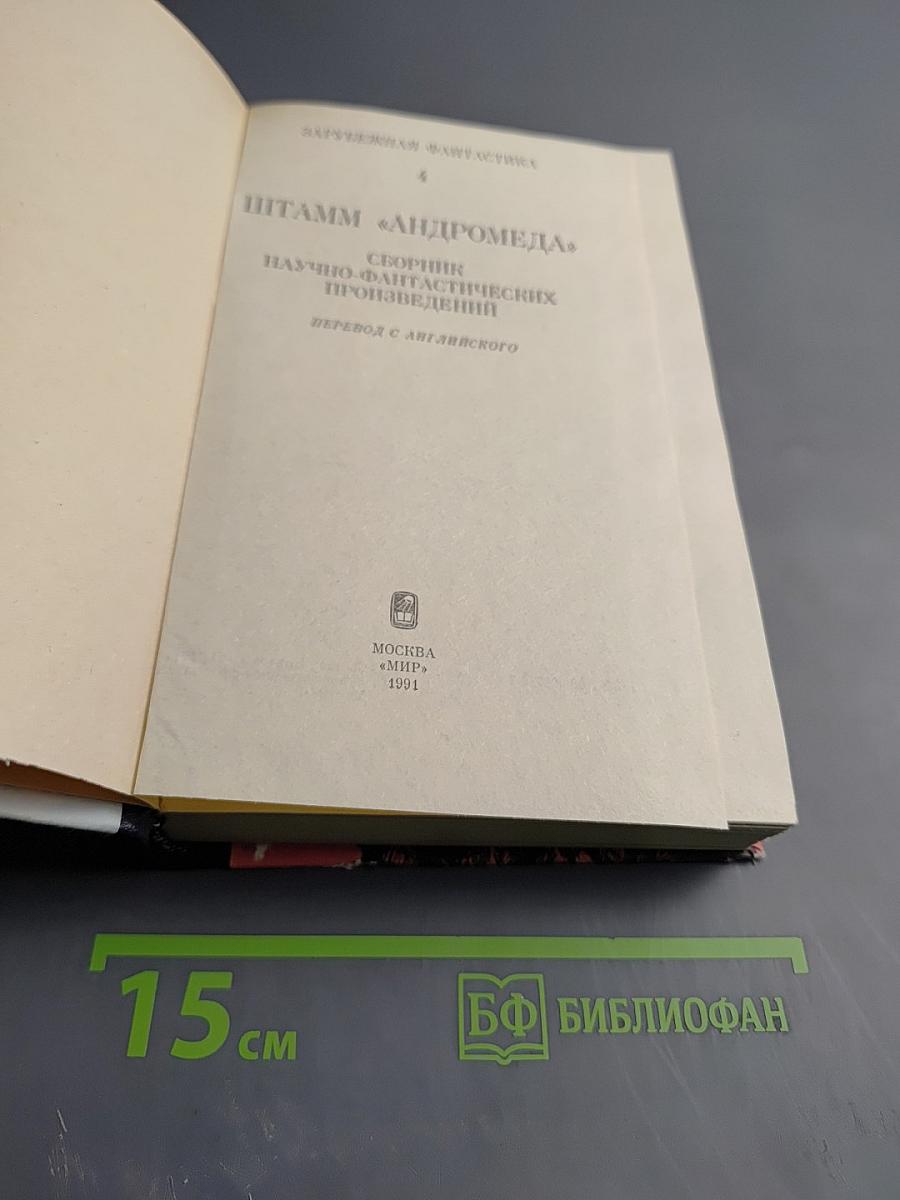 ЗАРУБЕЖНАЯ ФАНТАСТИКА
4
ШТАММ «АНДРОМЕДА»
СБОРНИК
НАУЧНО-ФАНТАСТИЧЕСКИХ
ПРОИЗВЕДЕНИЙ
ПЕРЕВОД С АНГЛИЙСКОГО
МОСКВА
«МИР»
1991
15 см
БФ БИБЛИОФАН